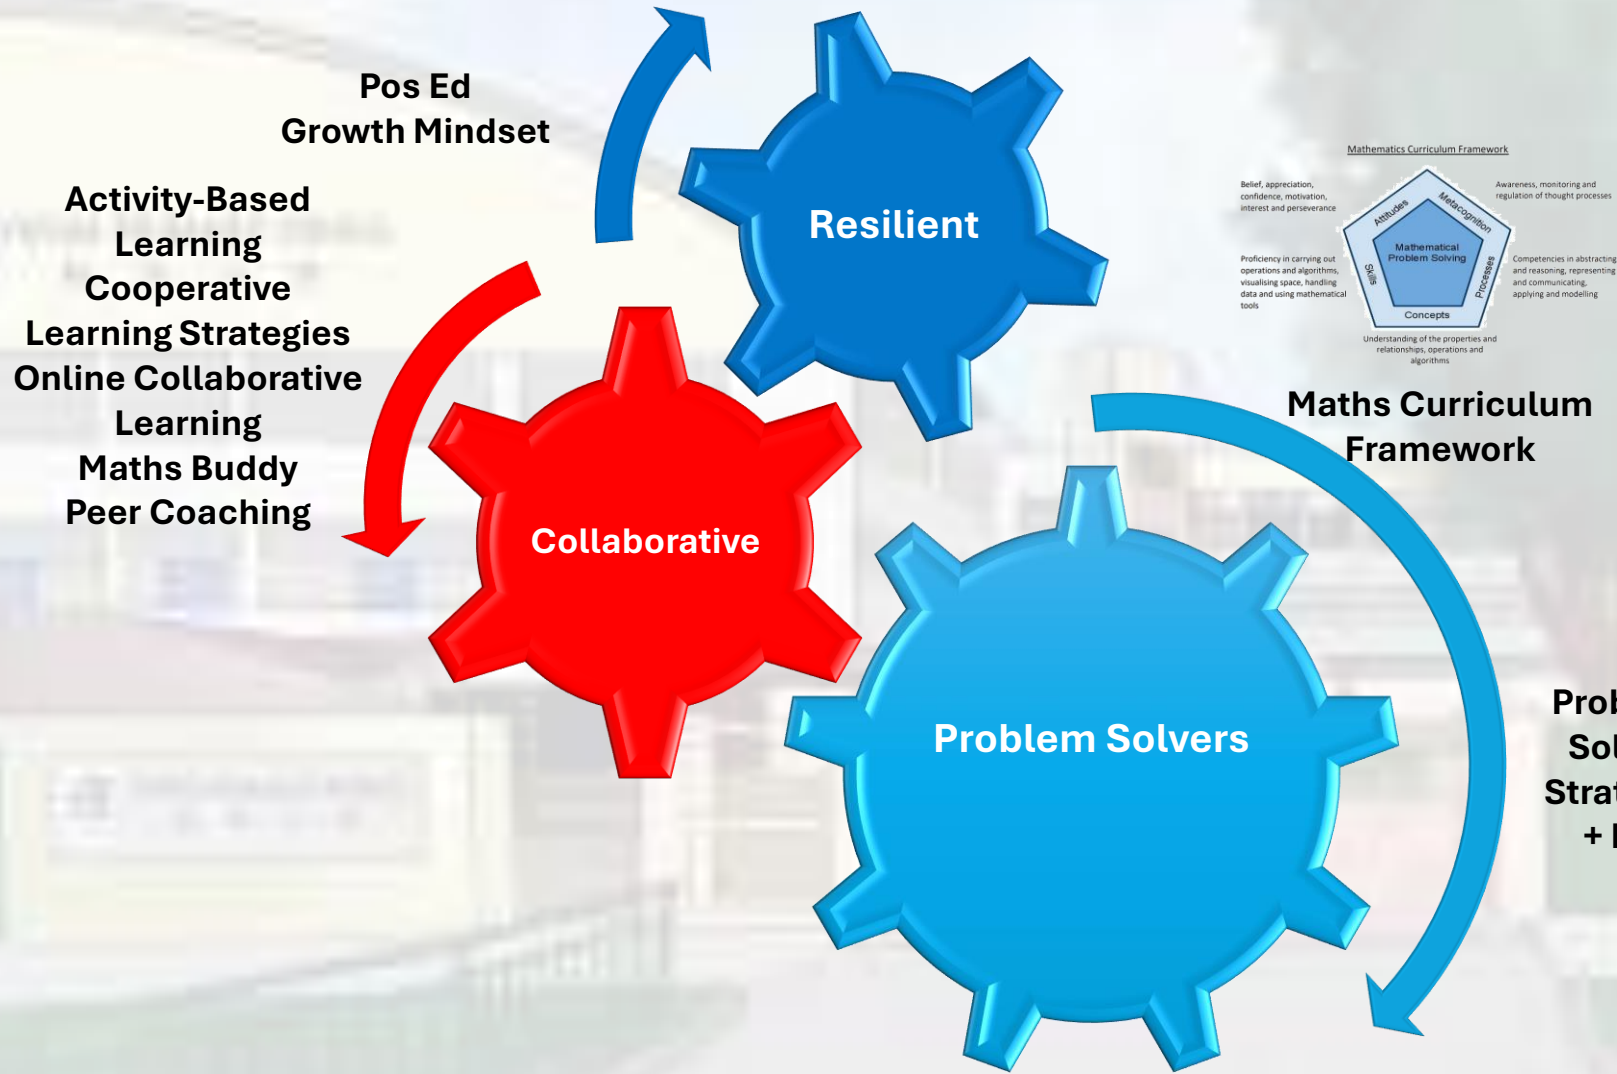 Pos Ed
Growth Mindset
Activity-Based
Learning
Cooperative
Learning Strategies
Online Collaborative
Learning
Maths Buddy
Peer Coaching
Resilient
Collaborative
Problem Solvers
Mathematics Curriculum Framework
Belief, appreciation,
confidence, motivation,
interest and perseverance
Awareness, monitoring and
regulation of thought processes
Attitudes
Metacognition
Mathematical
Problem Solving
Proficiency in carrying out
operations and algorithms,
visualising space, handling
data and using mathematical
tools
Skills
Processes
Competencies in abstracting
and reasoning, representing
and communicating,
applying and modelling
Concepts
Understanding of the properties and
relationships, operations and
algorithms
Maths Curriculum
Framework
+